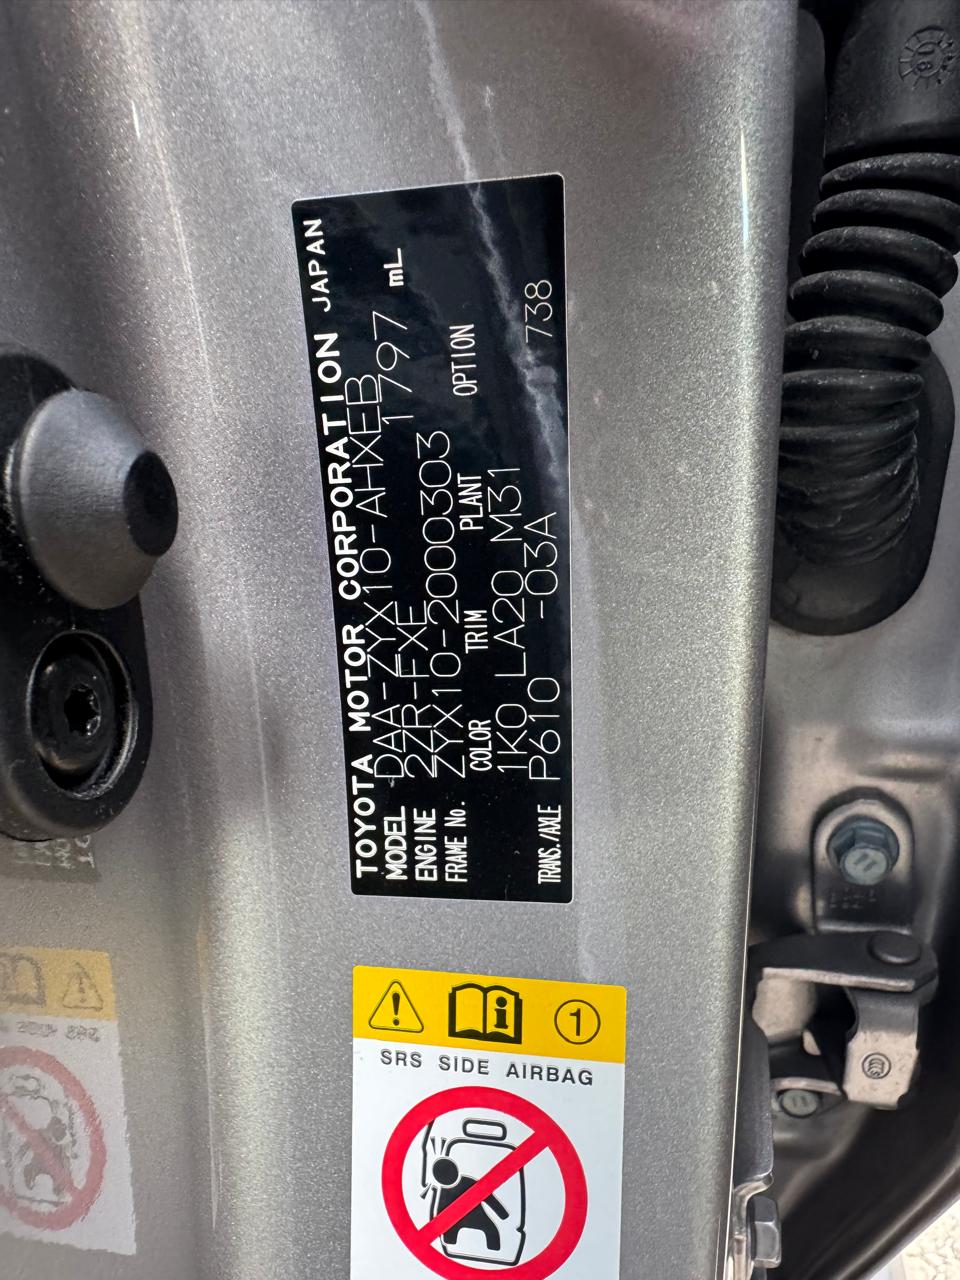 TOYOTA MOTOR CORPORATION JAPAN
MODEL DAA-ZYX10-AHXEB
ENGINE 2ZR-FXE 1797 mL
FRAME No. ZYX10-2000303
COLOR TRIM PLANT OPTION
1K0 LA20 M31
TRANS./AXLE P610 -03A 738
1
SRS SIDE AIRBAG